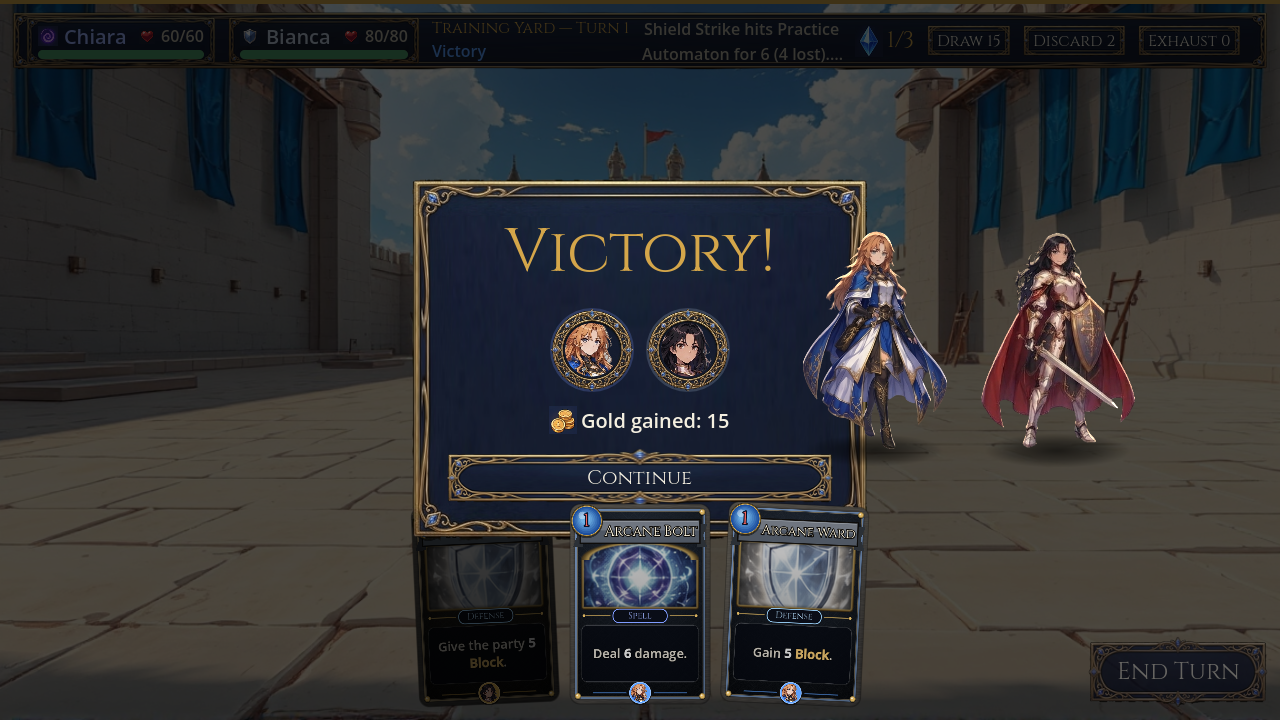 Chiara 60/60
Bianca 80/80
TRAINING YARD — TURN 1
Victory
Shield Strike hits Practice
Automaton for 6 (4 lost)....
1/3
DRAW 15
DISCARD 2
EXHAUST 0
VICTORY!
Gold gained: 15
CONTINUE
DEFENSE
Give the party 5
Block.
1
ARCANE BOLT
SPELL
Deal 6 damage.
1
ARCANE WARD
DEFENSE
Gain 5 Block.
END TURN